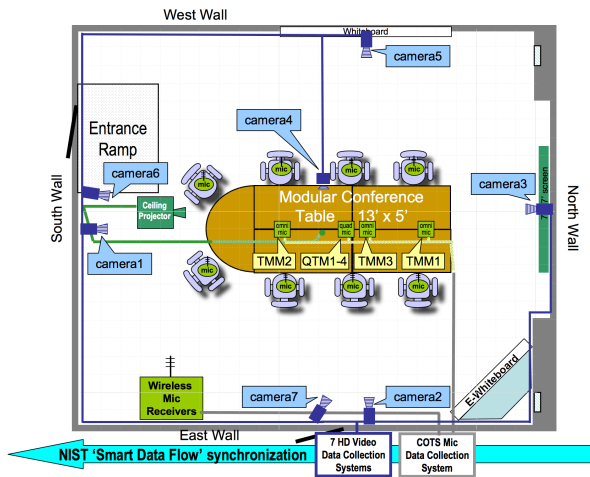 West Wall
Whiteboard
camera5
camera4
Entrance
Ramp
camera6
mic
mic
mic
mic
camera3
7' screen
Modular Conference
Table 13' x 5'
Ceiling
Projector
South Wall
North Wall
omni
mic
quad
mic
omni
mic
omni
mic
camera1
TMM2
QTM1-4
TMM3
TMM1
mic
mic
mic
mic
Wireless
Mic
Receivers
camera7
camera2
E-Whiteboard
East Wall
NIST ‘Smart Data Flow’ synchronization
7 HD Video
Data Collection
Systems
COTS Mic
Data Collection
System